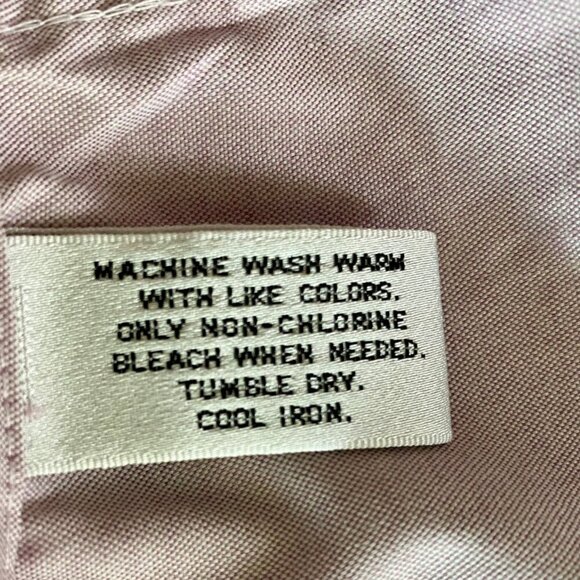 MACHINE WASH WARM
WITH LIKE COLORS.
ONLY NON-CHLORINE
BLEACH WHEN NEEDED.
TUMBLE DRY.
COOL IRON.